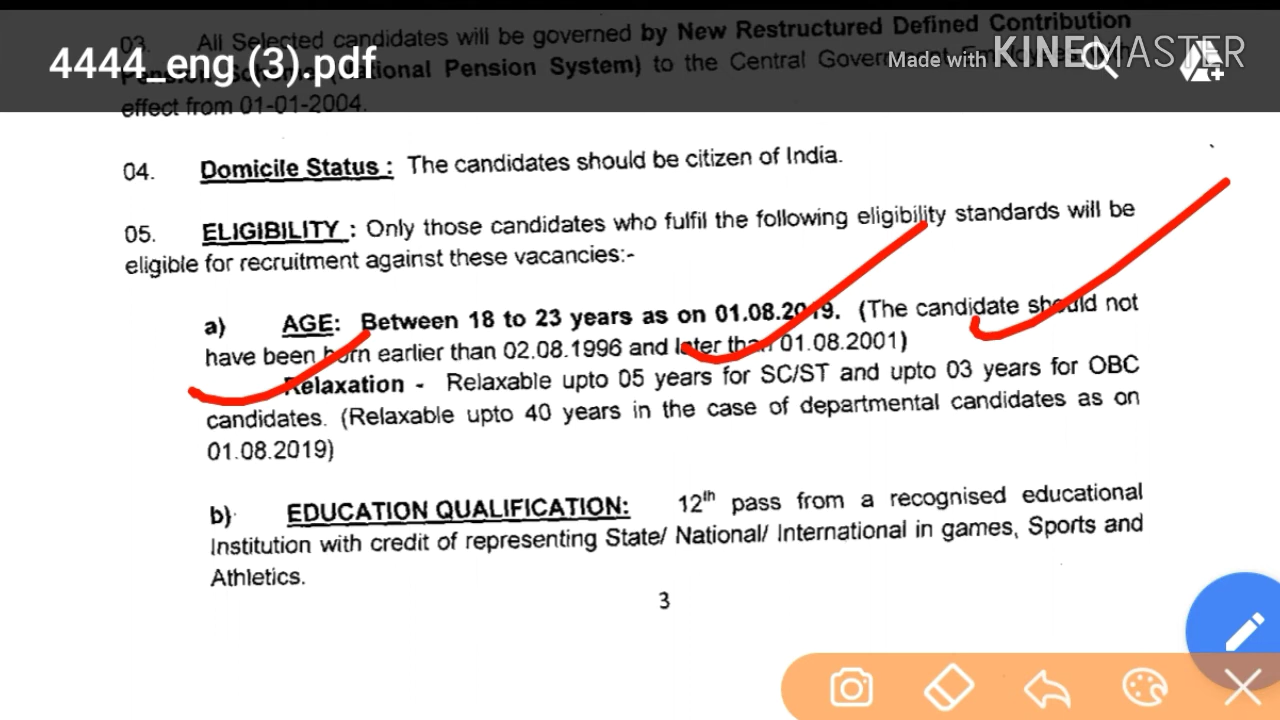 03. All Selected candidates will be governed by New Restructured Defined Contribution
4444_eng (3).pdf
Made with KINEMASTER
Pension System) to the Central
effect from 01-01-2004.
04. Domicile Status : The candidates should be citizen of India.
05. ELIGIBILITY : Only those candidates who fulfil the following eligibility standards will be
eligible for recruitment against these vacancies:-
a) AGE: Between 18 to 23 years as on 01.08.2019. (The candidate should not
have been born earlier than 02.08.1996 and later than 01.08.2001)
Relaxation - Relaxable upto 05 years for SC/ST and upto 03 years for OBC
candidates. (Relaxable upto 40 years in the case of departmental candidates as on
01.08.2019)
b) EDUCATION QUALIFICATION: 12th pass from a recognised educational
Institution with credit of representing State/ National/ International in games, Sports and
Athletics.
3